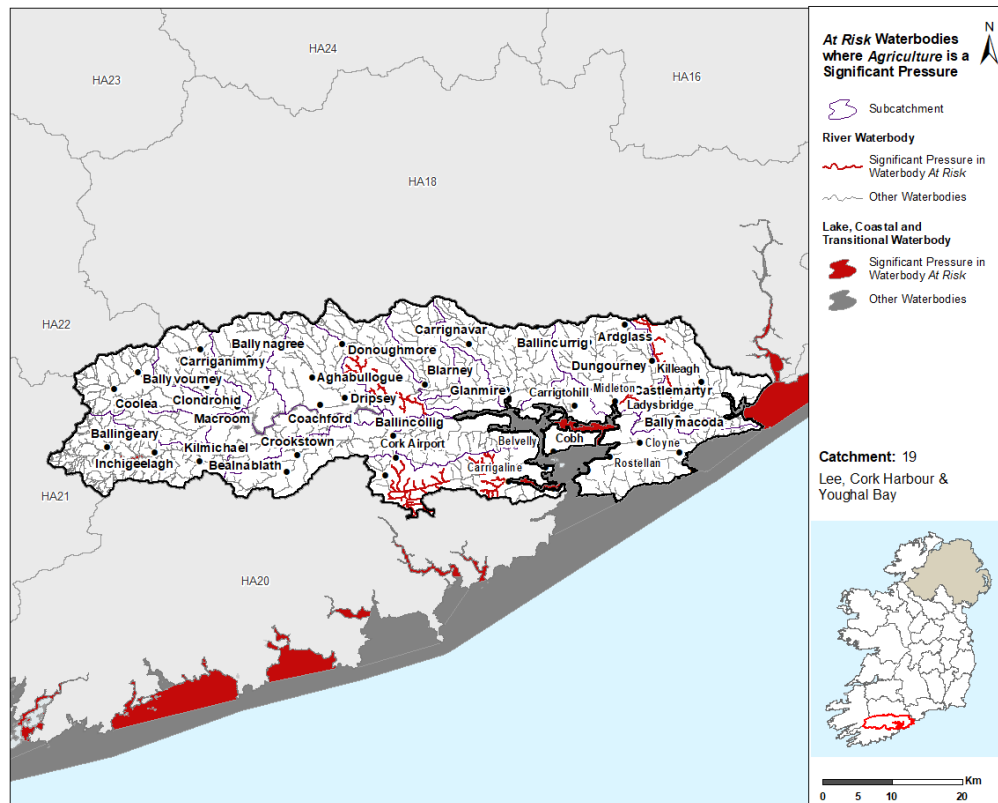 HA24
HA23
HA16
HA18
HA22
HA21
HA20
Carrignavar
Ballynagree
Donoughmore
Ballincurrig
Ardglass
Carriganimmy
Dungourney
Killeagh
Blarney
Ballyvourney
Aghabullogue
Glanmire
Midleton
Castlemartyr
Coolea
Clondrohid
Dripsey
Carrigtohill
Ladysbridge
Macroom
Coachford
Ballymacoda
Ballincollig
Ballingeary
Crookstown
Cork Airport
Belvelly
Cobh
Cloyne
Kilmichael
Inchigeelagh
Bealnablath
Carrigaline
Rostellan
N
At Risk Waterbodies
where Agriculture is a
Significant Pressure
Subcatchment
River Waterbody
Significant Pressure in
Waterbody At Risk
Other Waterbodies
Lake, Coastal and
Transitional Waterbody
Significant Pressure in
Waterbody At Risk
Other Waterbodies
Catchment: 19
Lee, Cork Harbour &
Youghal Bay
Km
0 5 10 20